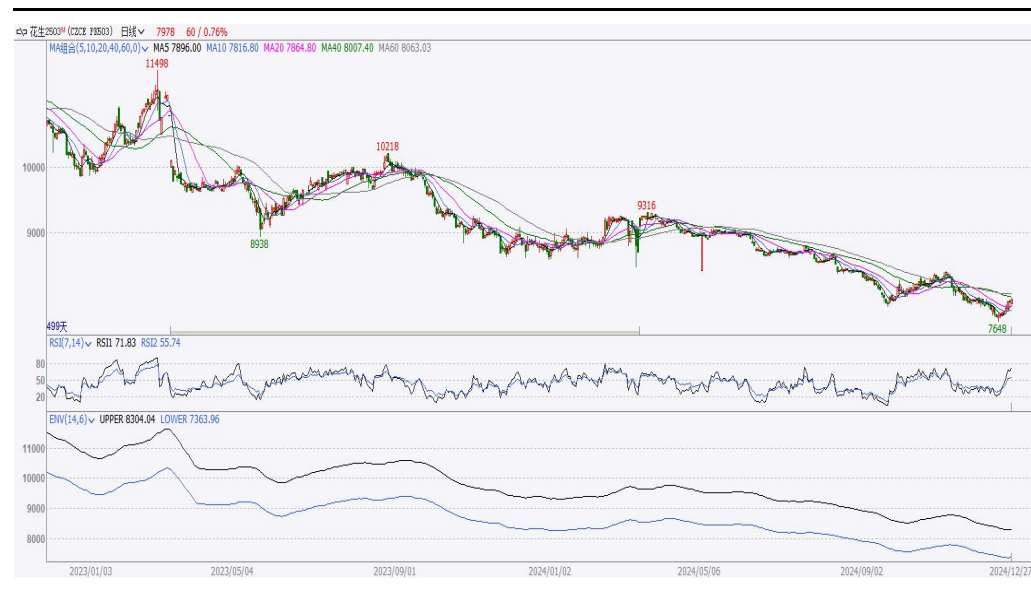 花生2503ᴹ (CZCE PK503) 日线 7978 60 / 0.76%
MA组合(5,10,20,40,60,0) MA5 7896.00 MA10 7816.80 MA20 7864.80 MA40 8007.40 MA60 8063.03
11498
10218
10000
9316
9000
8938
7648
499天
RSI(7,14) RSI1 71.83 RSI2 55.74
80
50
20
ENV(14,6) UPPER 8304.04 LOWER 7363.96
11000
10000
9000
8000
2023/01/03 2023/05/04 2023/09/01 2024/01/02 2024/05/06 2024/09/02 2024/12/27